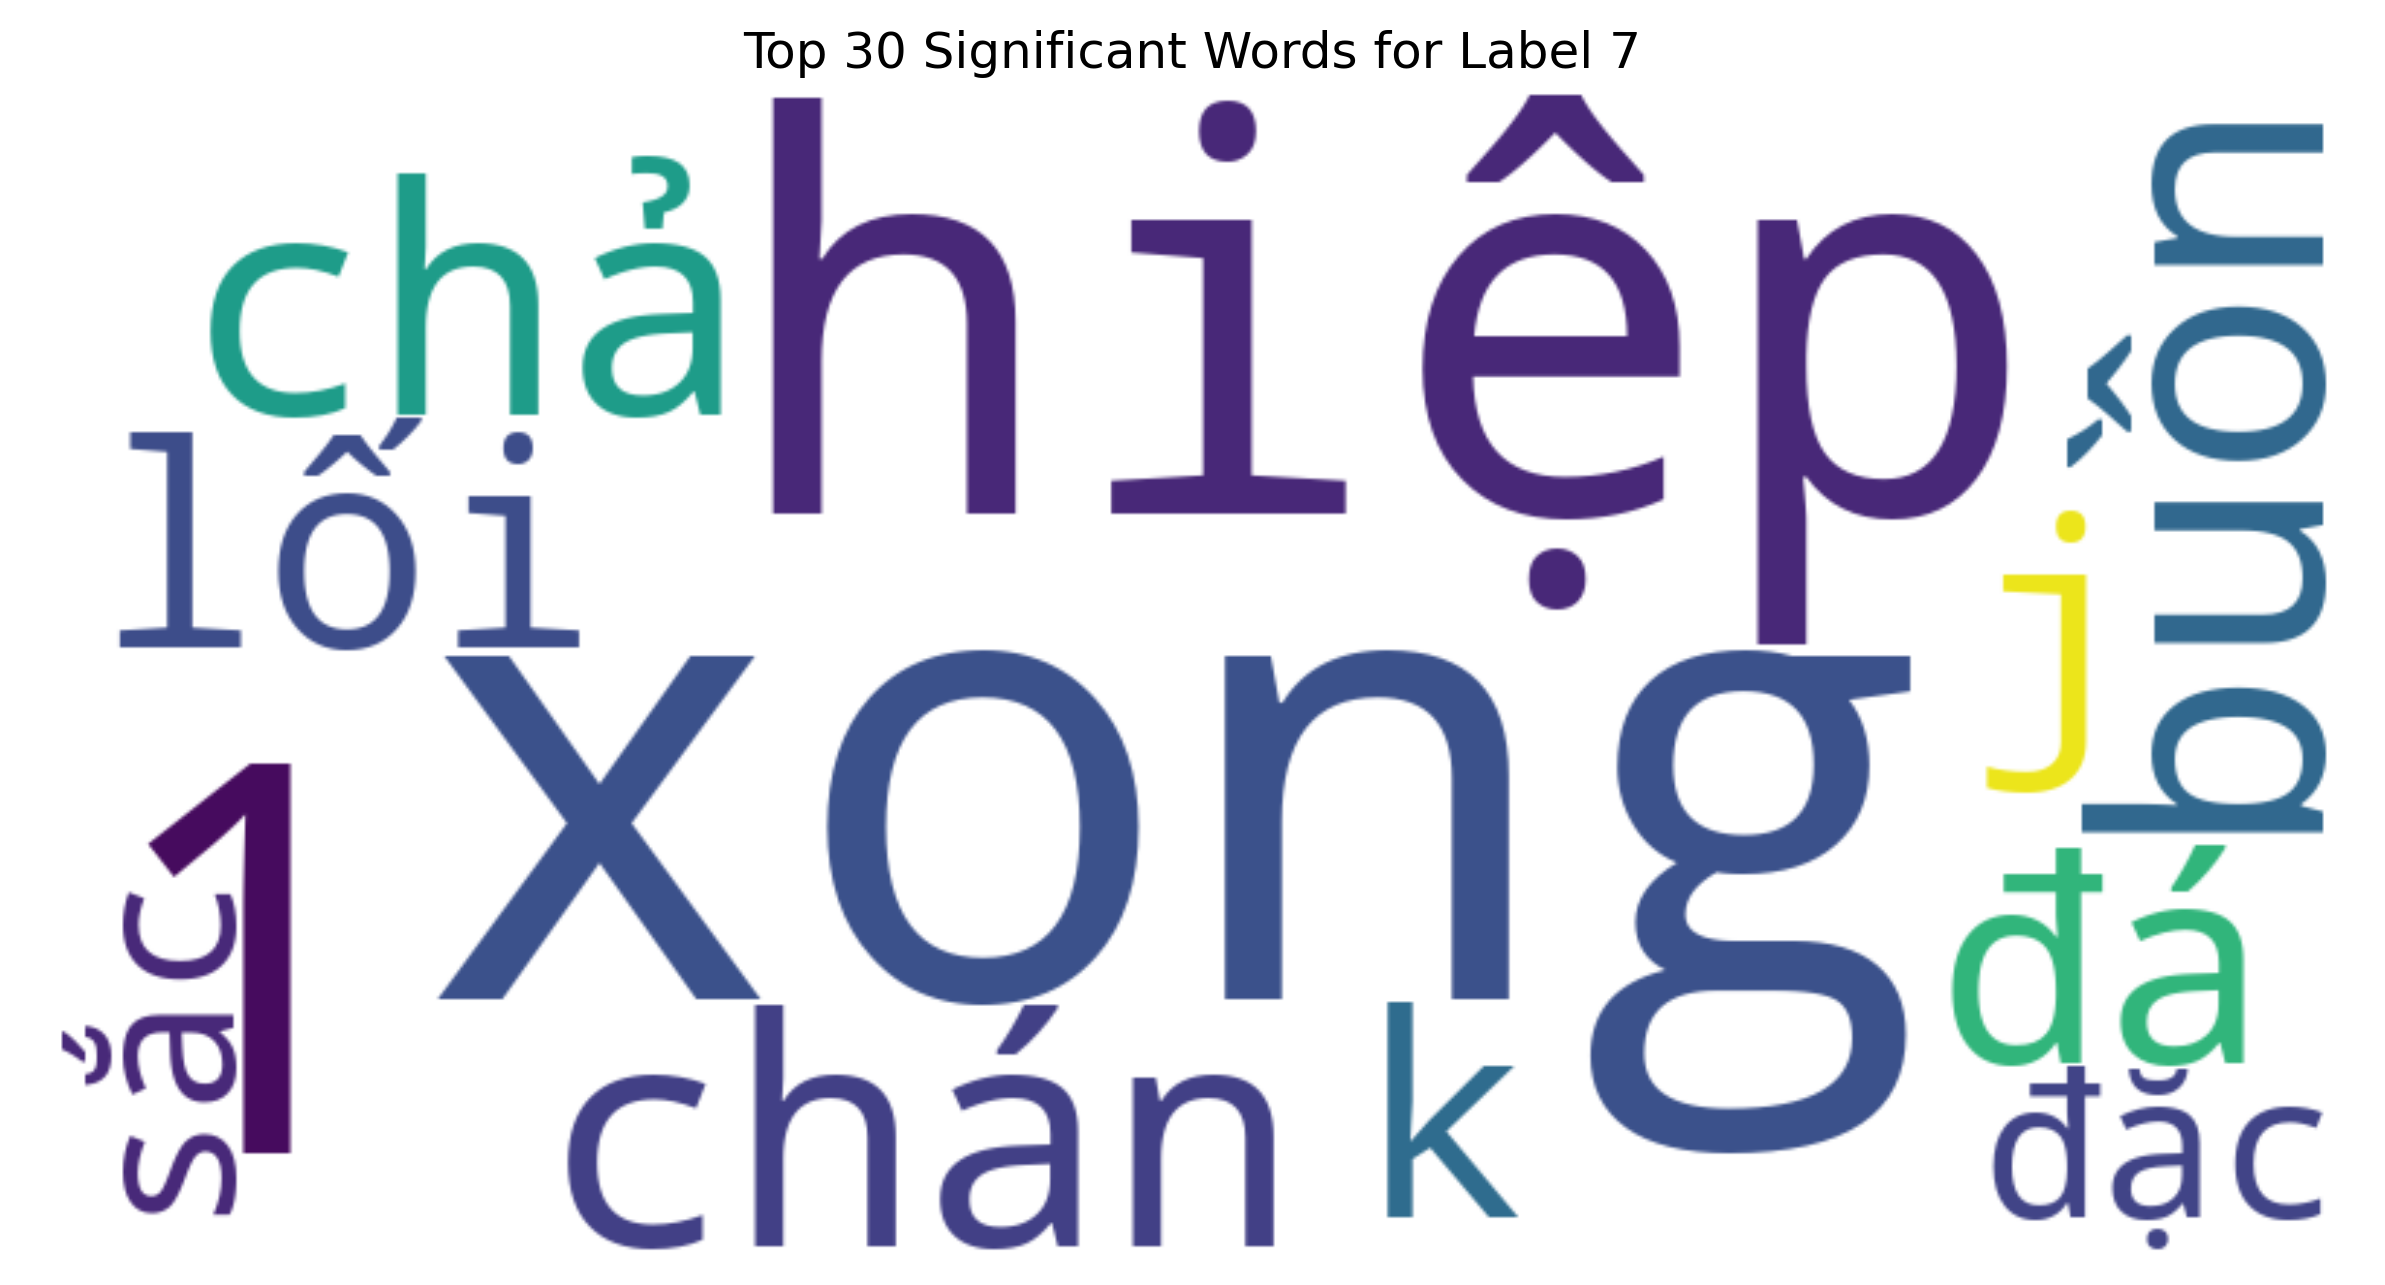 Top 30 Significant Words for Label 7
chả
hiệp
buồn
lối
j
xong
1
sắc
đá
chán
k
đặc